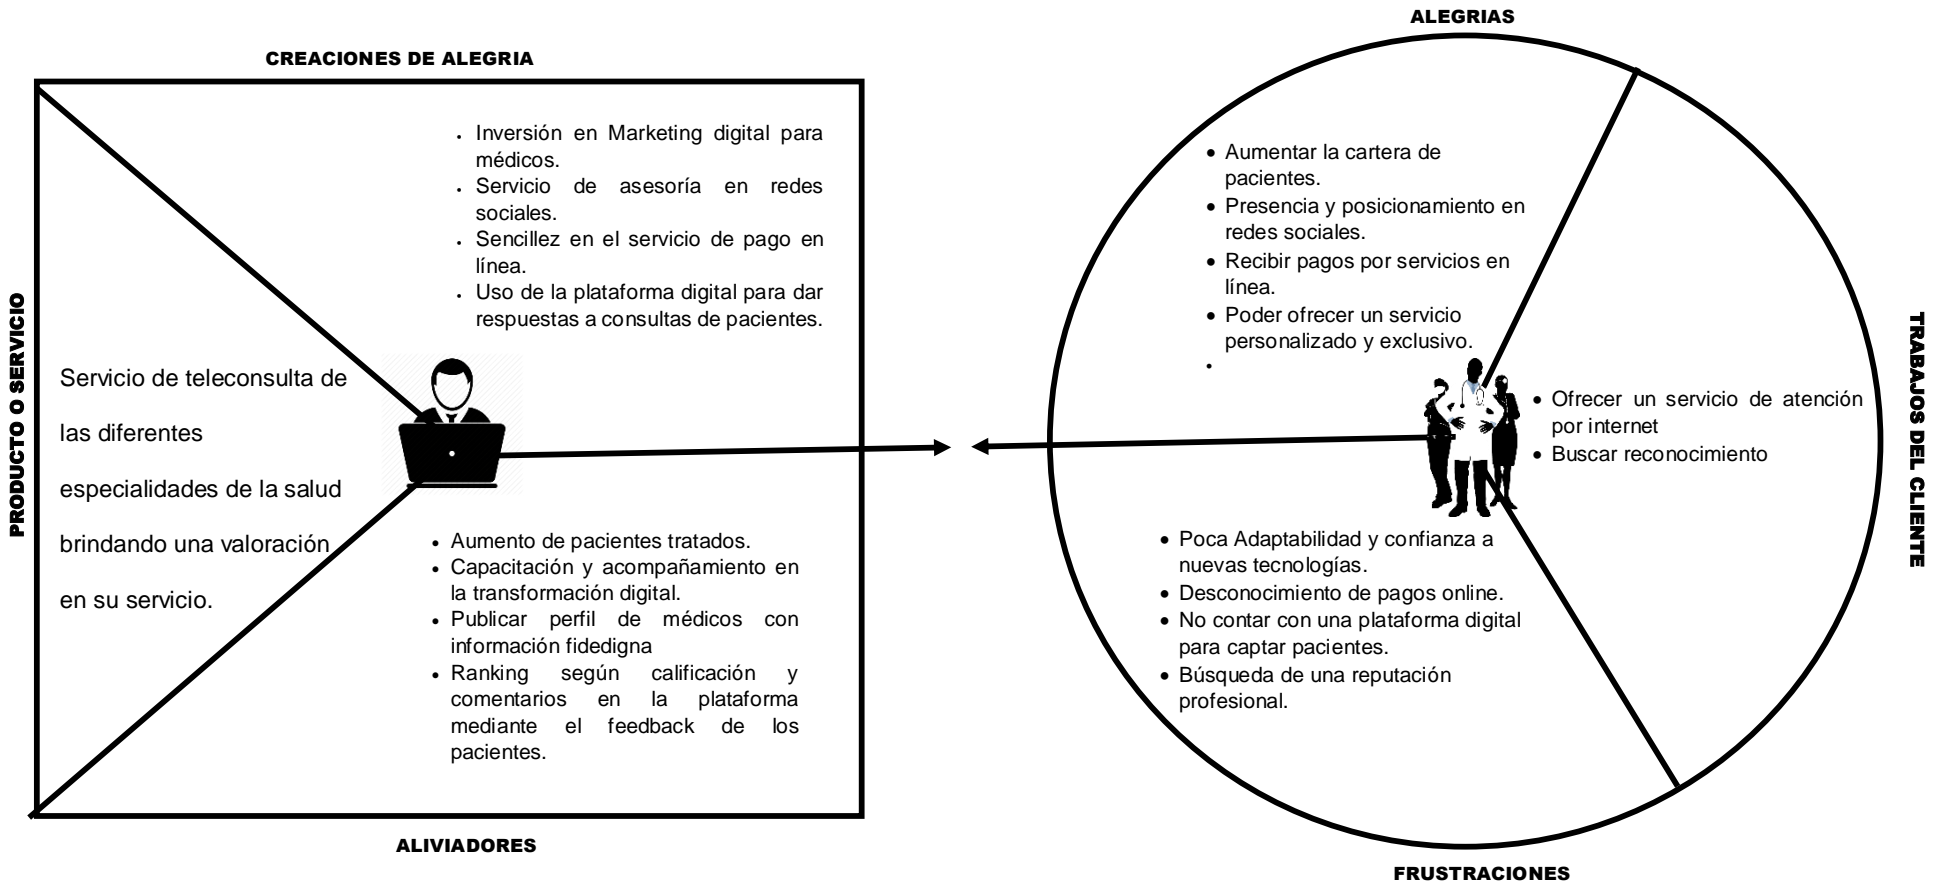 CREACIONES DE ALEGRIA
• Inversión en Marketing digital para
médicos.
• Servicio de asesoría en redes
sociales.
• Sencillez en el servicio de pago en
línea.
• Uso de la plataforma digital para dar
respuestas a consultas de pacientes.
PRODUCTO O SERVICIO
Servicio de teleconsulta de
las diferentes
especialidades de la salud
brindando una valoración
en su servicio.
• Aumento de pacientes tratados.
• Capacitación y acompañamiento en
la transformación digital.
• Publicar perfil de médicos con
información fidedigna
• Ranking según calificación y
comentarios en la plataforma
mediante el feedback de los
pacientes.
ALIVIADORES
ALEGRIAS
• Aumentar la cartera de
pacientes.
• Presencia y posicionamiento en
redes sociales.
• Recibir pagos por servicios en
línea.
• Poder ofrecer un servicio
personalizado y exclusivo.
•
• Ofrecer un servicio de atención
por internet
• Buscar reconocimiento
TRABAJOS DEL CLIENTE
• Poca Adaptabilidad y confianza a
nuevas tecnologías.
• Desconocimiento de pagos online.
• No contar con una plataforma digital
para captar pacientes.
• Búsqueda de una reputación
profesional.
FRUSTRACIONES